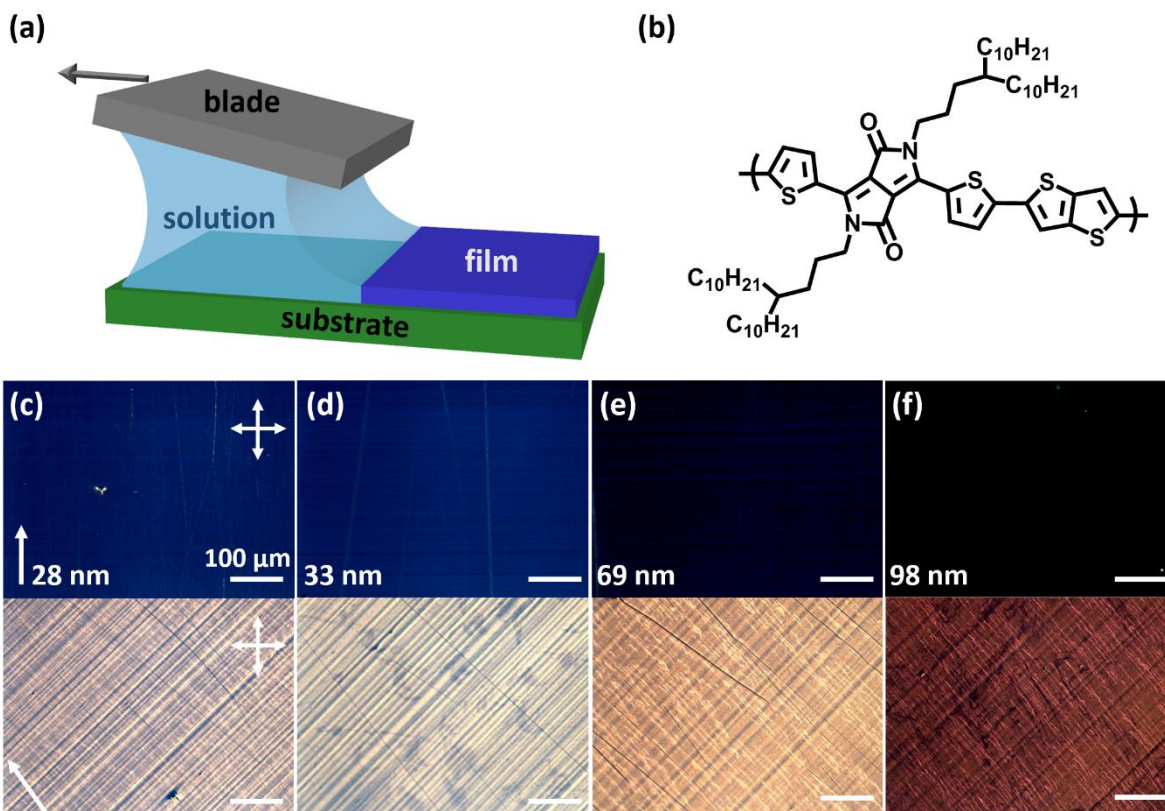 (a)
blade
solution
film
substrate
(b)
C10H21
C10H21
O
N
S
S
S
S
N
O
C10H21
C10H21
(c)
28 nm
100 μm
(d)
33 nm
(e)
69 nm
(f)
98 nm